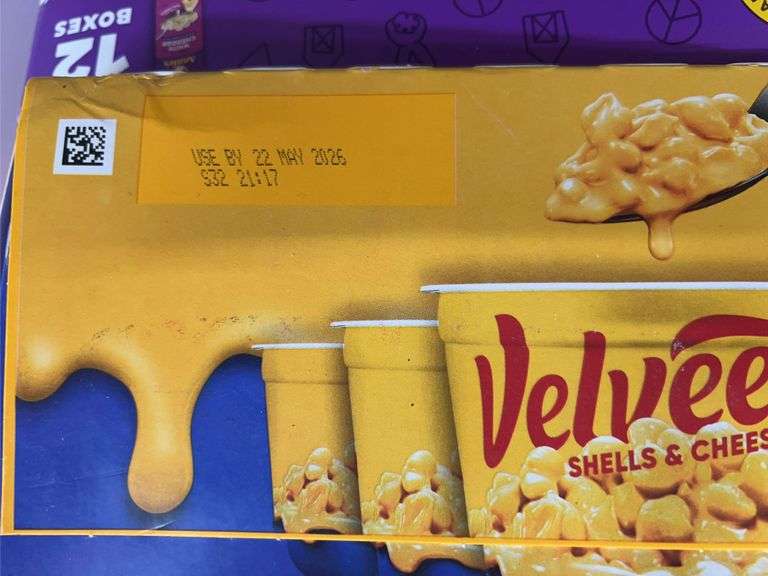 12
BOXES
USE BY 22 MAY 2026
S32 21:17
Velvee
SHELLS & CHEES